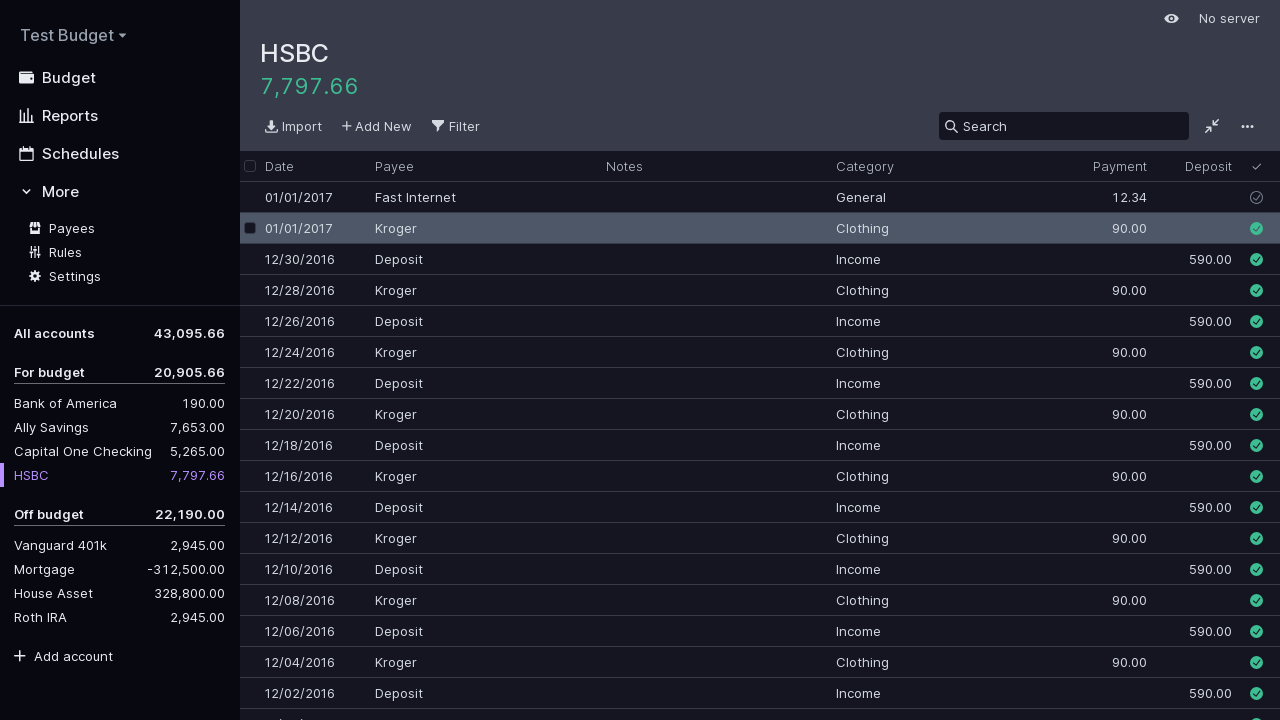 Test Budget
Budget
Reports
Schedules
More
Payees
Rules
Settings
All accounts 43,095.66
For budget 20,905.66
Bank of America 190.00
Ally Savings 7,653.00
Capital One Checking 5,265.00
HSBC 7,797.66
Off budget 22,190.00
Vanguard 401k 2,945.00
Mortgage -312,500.00
House Asset 328,800.00
Roth IRA 2,945.00
Add account
No server
HSBC
7,797.66
Import Add New Filter Search
Date Payee Notes Category Payment Deposit
01/01/2017 Fast Internet General 12.34
01/01/2017 Kroger Clothing 90.00
12/30/2016 Deposit Income 590.00
12/28/2016 Kroger Clothing 90.00
12/26/2016 Deposit Income 590.00
12/24/2016 Kroger Clothing 90.00
12/22/2016 Deposit Income 590.00
12/20/2016 Kroger Clothing 90.00
12/18/2016 Deposit Income 590.00
12/16/2016 Kroger Clothing 90.00
12/14/2016 Deposit Income 590.00
12/12/2016 Kroger Clothing 90.00
12/10/2016 Deposit Income 590.00
12/08/2016 Kroger Clothing 90.00
12/06/2016 Deposit Income 590.00
12/04/2016 Kroger Clothing 90.00
12/02/2016 Deposit Income 590.00